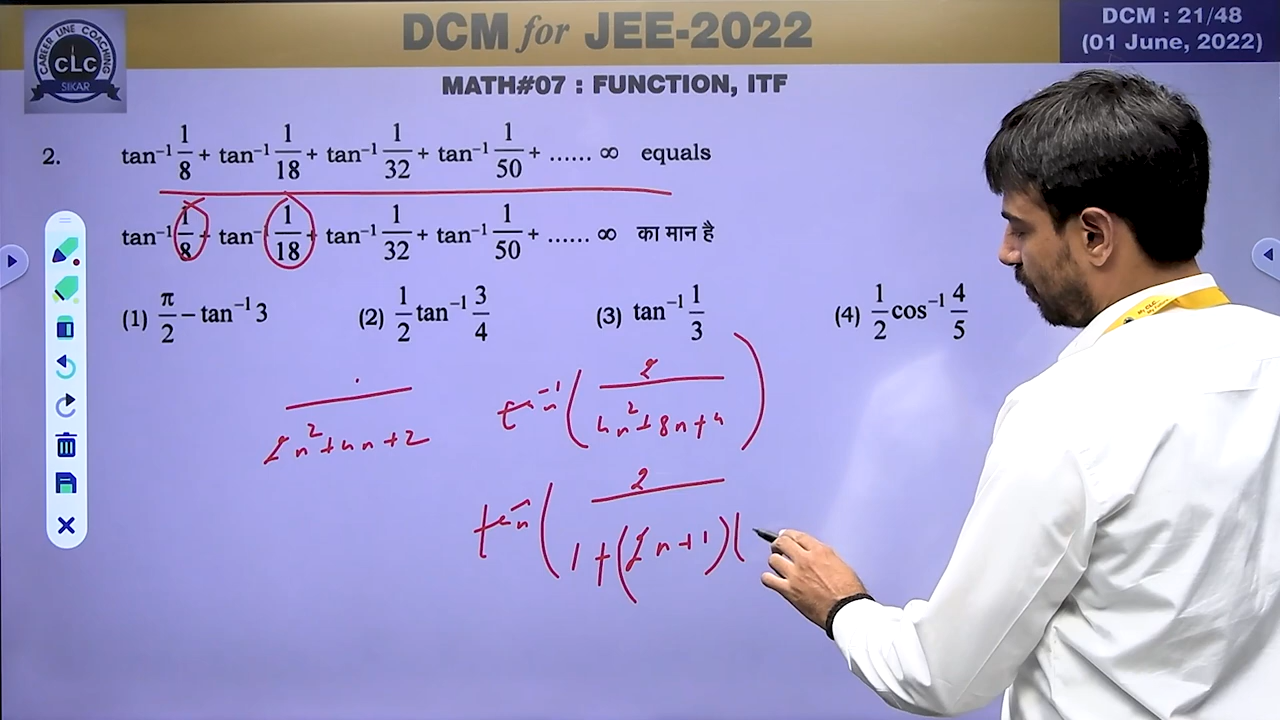 CAREER LINE COACHING
CLC
SIKAR
DCM for JEE-2022
DCM : 21/48
(01 June, 2022)
MATH#07 : FUNCTION, ITF
2. tan⁻¹ 1/8 + tan⁻¹ 1/18 + tan⁻¹ 1/32 + tan⁻¹ 1/50 + ...... ∞ equals
tan⁻¹ 1/8 + tan⁻¹ 1/18 + tan⁻¹ 1/32 + tan⁻¹ 1/50 + ...... ∞ का मान है
(1) π/2 − tan⁻¹ 3 (2) 1/2 tan⁻¹ 3/4 (3) tan⁻¹ 1/3 (4) 1/2 cos⁻¹ 4/5
2n² + 4n + 2 tan⁻¹ ( 2 / 4n² + 8n + 4 )
tan⁻¹ ( 2 / 1 + (2n + 1) (